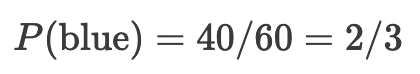 P(blue) = 40/60 = 2/3